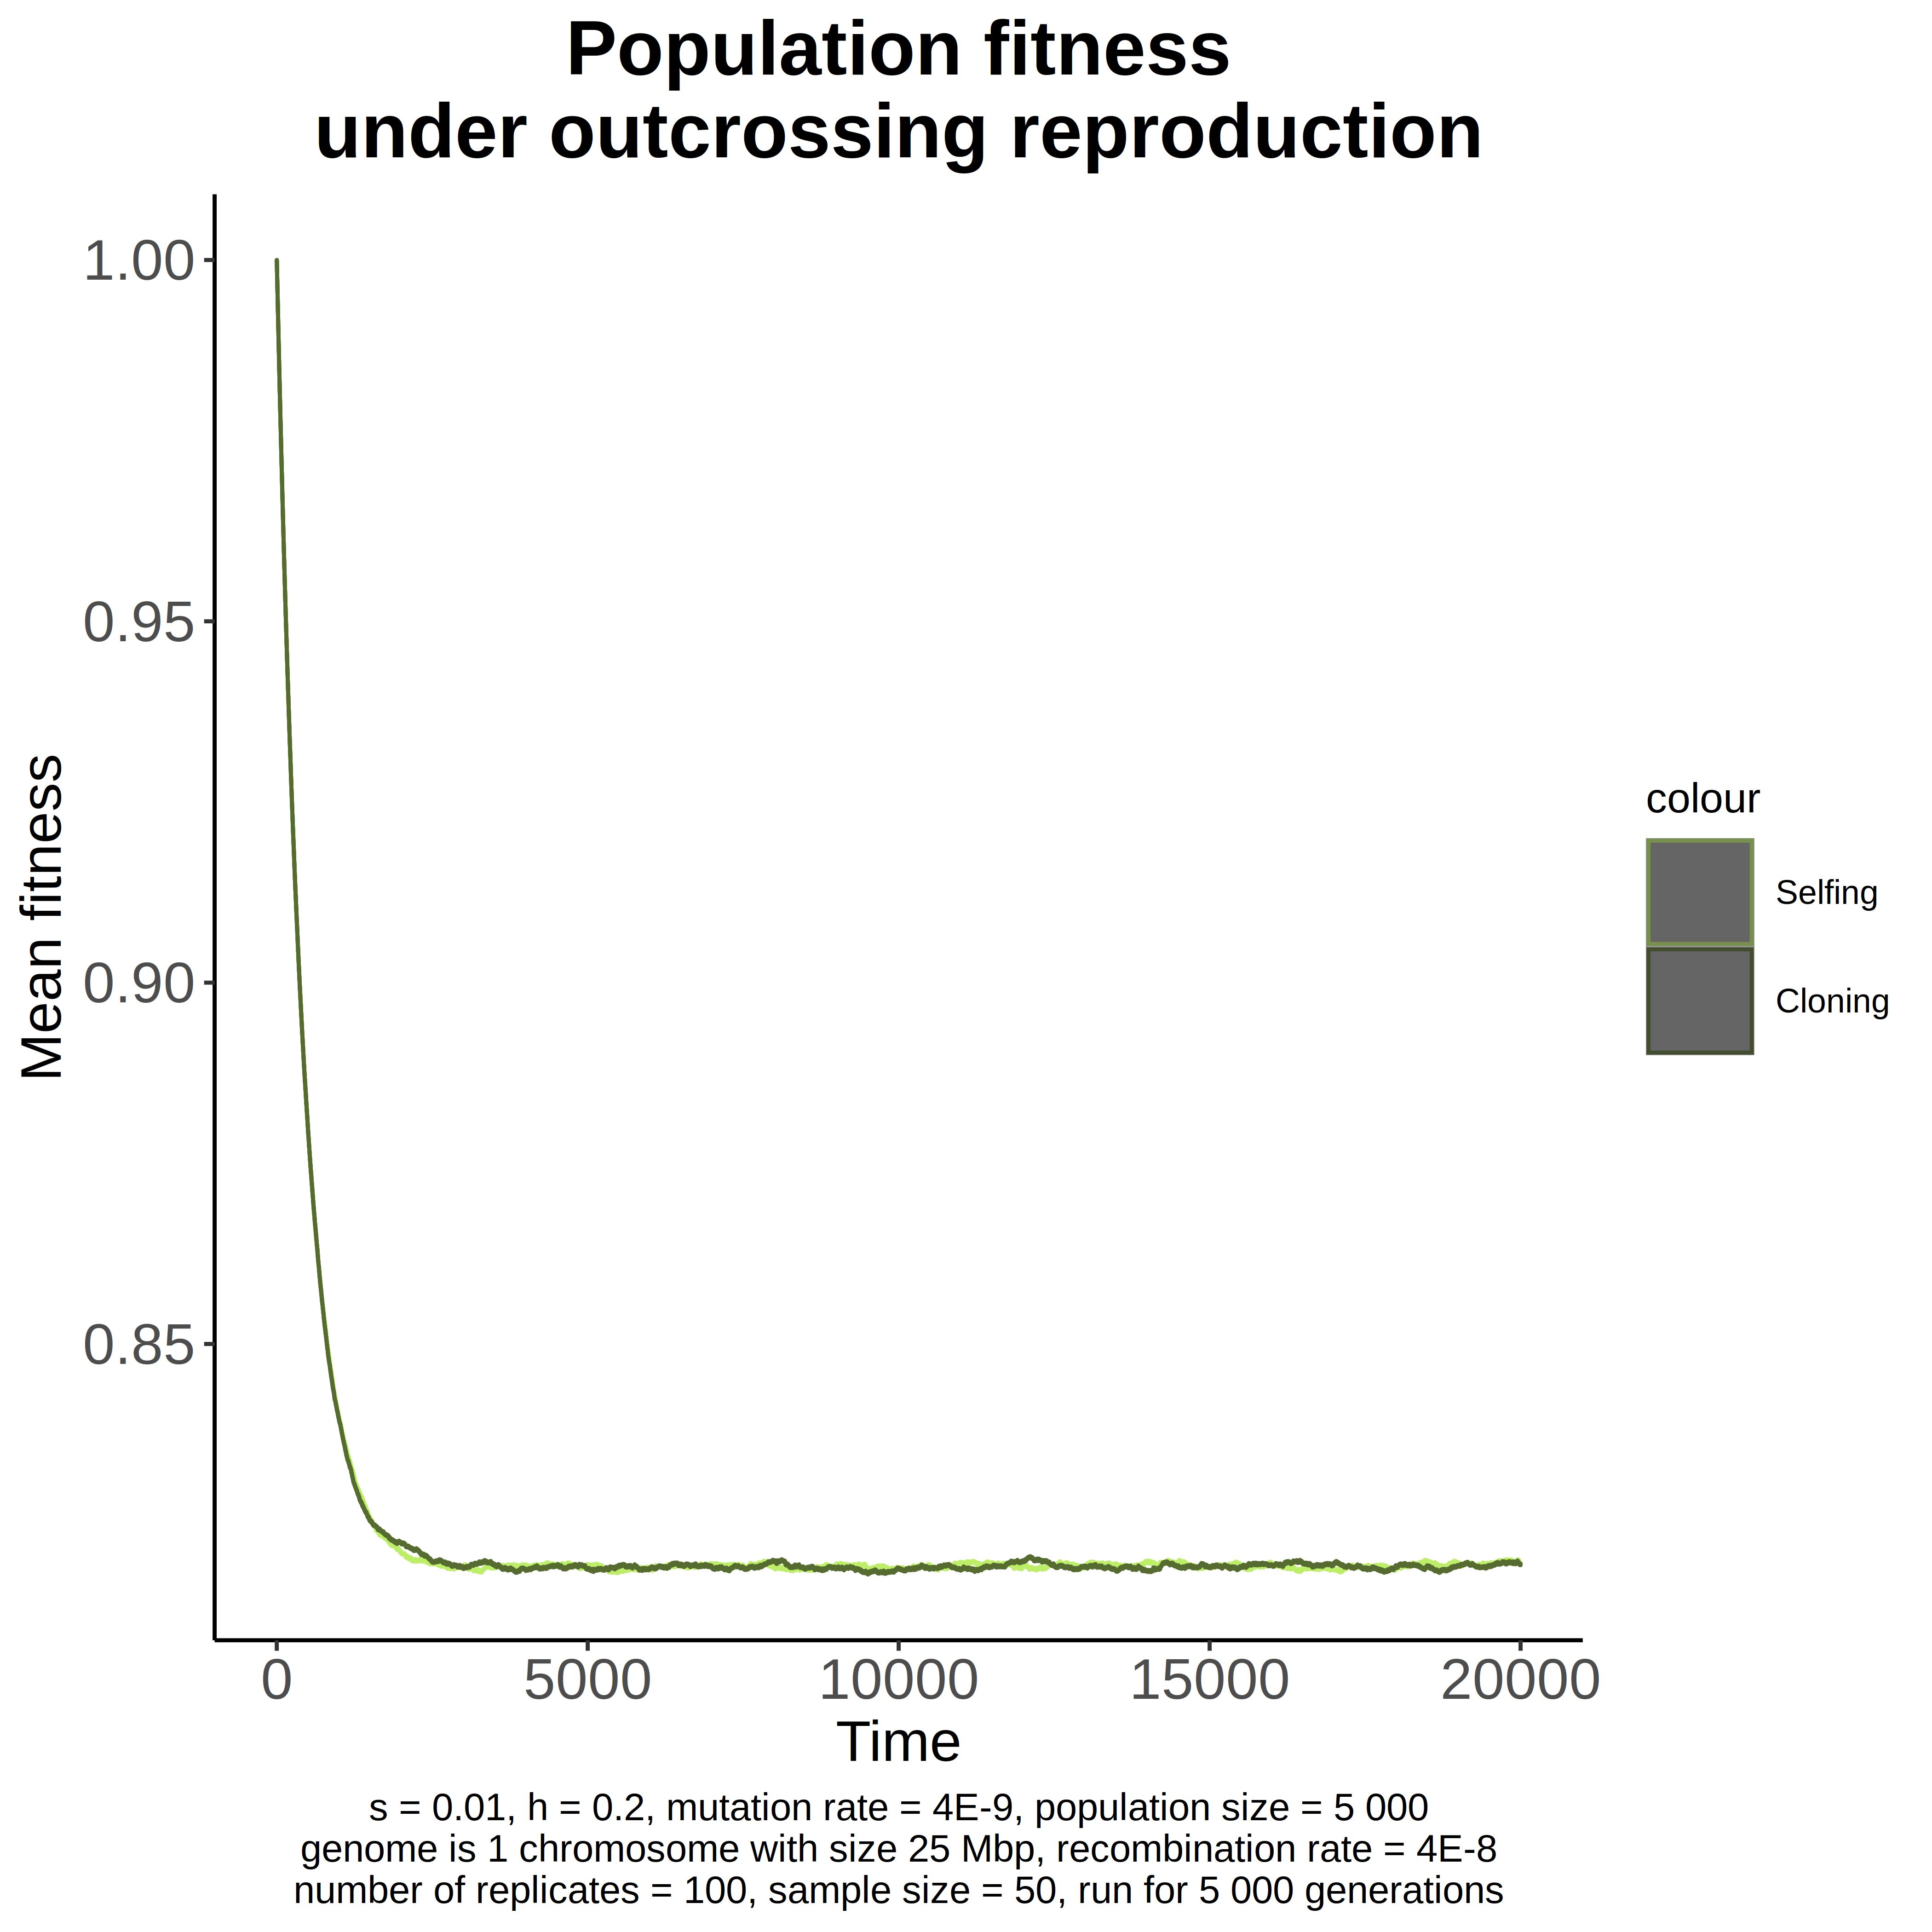 Population fitness
under outcrossing reproduction
1.00
0.95
0.90
0.85
Mean fitness
0 5000 10000 15000 20000
Time
colour
Selfing
Cloning
s = 0.01, h = 0.2, mutation rate = 4E-9, population size = 5 000
genome is 1 chromosome with size 25 Mbp, recombination rate = 4E-8
number of replicates = 100, sample size = 50, run for 5 000 generations